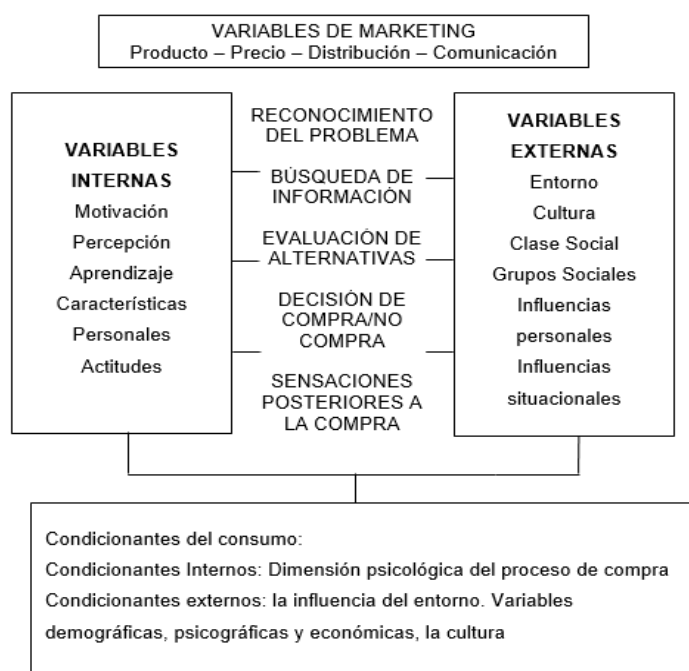 VARIABLES DE MARKETING
Producto – Precio – Distribución – Comunicación
VARIABLES
INTERNAS
Motivación
Percepción
Aprendizaje
Características
Personales
Actitudes
RECONOCIMIENTO
DEL PROBLEMA
BÚSQUEDA DE
INFORMACIÓN
EVALUACIÓN DE
ALTERNATIVAS
DECISIÓN DE
COMPRA/NO
COMPRA
SENSACIONES
POSTERIORES A
LA COMPRA
VARIABLES
EXTERNAS
Entorno
Cultura
Clase Social
Grupos Sociales
Influencias
personales
Influencias
situacionales
Condicionantes del consumo:
Condicionantes Internos: Dimensión psicológica del proceso de compra
Condicionantes externos: la influencia del entorno. Variables
demográficas, psicográficas y económicas, la cultura